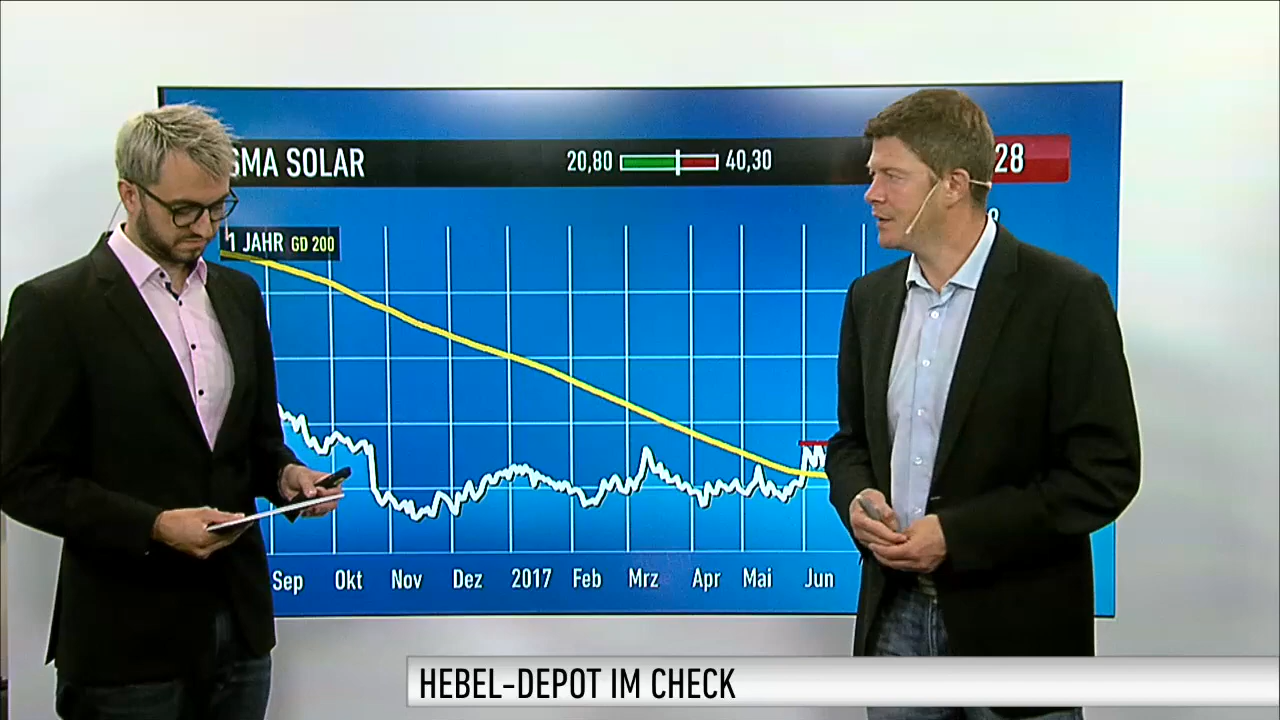 SMA SOLAR
20,80 40,30
28
8
1 JAHR GD 200
Sep Okt Nov Dez 2017 Feb Mrz Apr Mai Jun
HEBEL-DEPOT IM CHECK